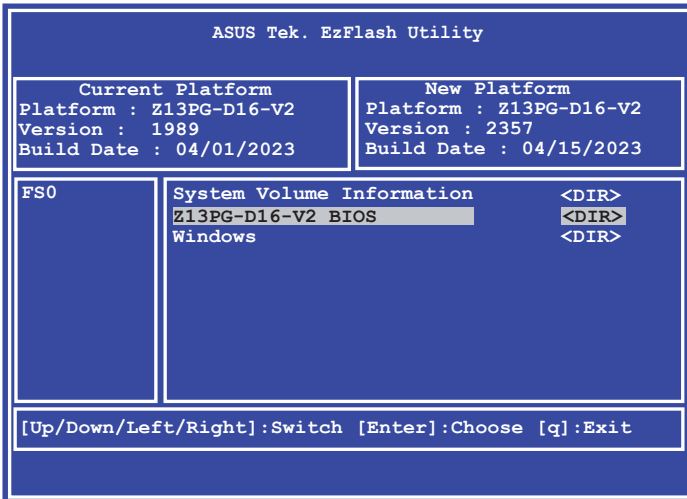 ASUS Tek. EzFlash Utility
Current Platform
Platform : Z13PG-D16-V2
Version : 1989
Build Date : 04/01/2023
New Platform
Platform : Z13PG-D16-V2
Version : 2357
Build Date : 04/15/2023
FS0
System Volume Information <DIR>
Z13PG-D16-V2 BIOS <DIR>
Windows <DIR>
[Up/Down/Left/Right]:Switch [Enter]:Choose [q]:Exit